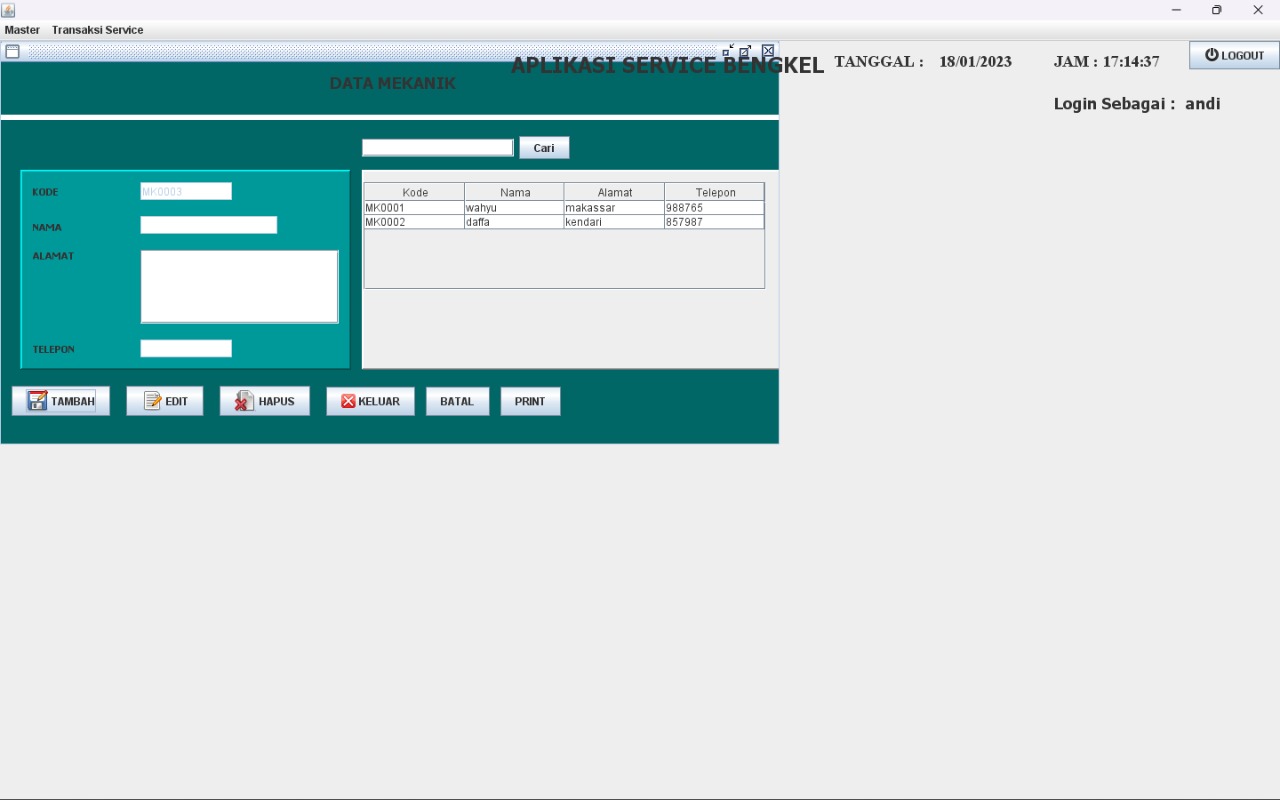 Master Transaksi Service
APLIKASI SERVICE BENGKEL TANGGAL : 18/01/2023 JAM : 17:14:37 LOGOUT
DATA MEKANIK
Login Sebagai : andi
Cari
KODE MK0003
NAMA
ALAMAT
TELEPON
Kode Nama Alamat Telepon
MK0001 wahyu makassar 988765
MK0002 daffa kendari 857987
TAMBAH EDIT HAPUS KELUAR BATAL PRINT